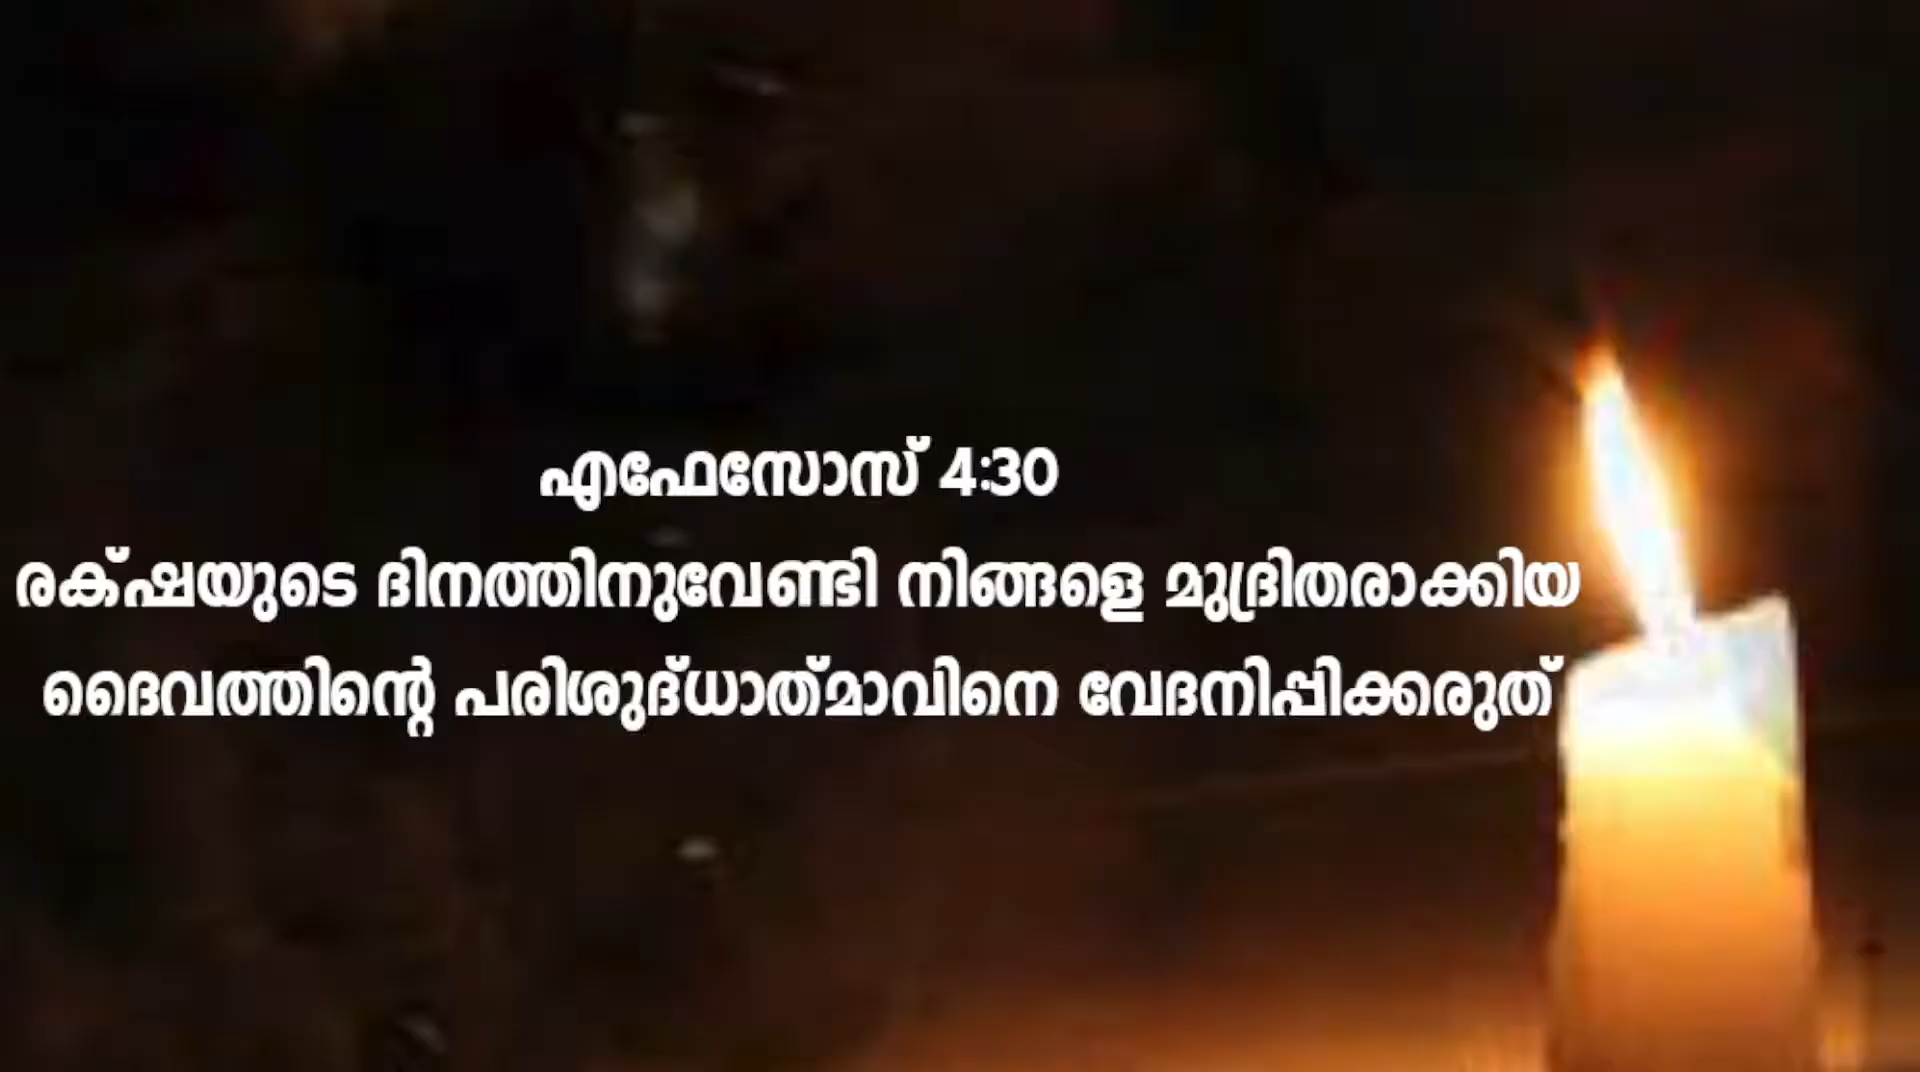 എഫേസോസ് 4:30
രക്‌ഷയുടെ ദിനത്തിനുവേണ്ടി നിങ്ങളെ മുദ്രിതരാക്കിയ
ദൈവത്തിന്റെ പരിശുദ്‌ധാത്‌മാവിനെ വേദനിപ്പിക്കരുത്